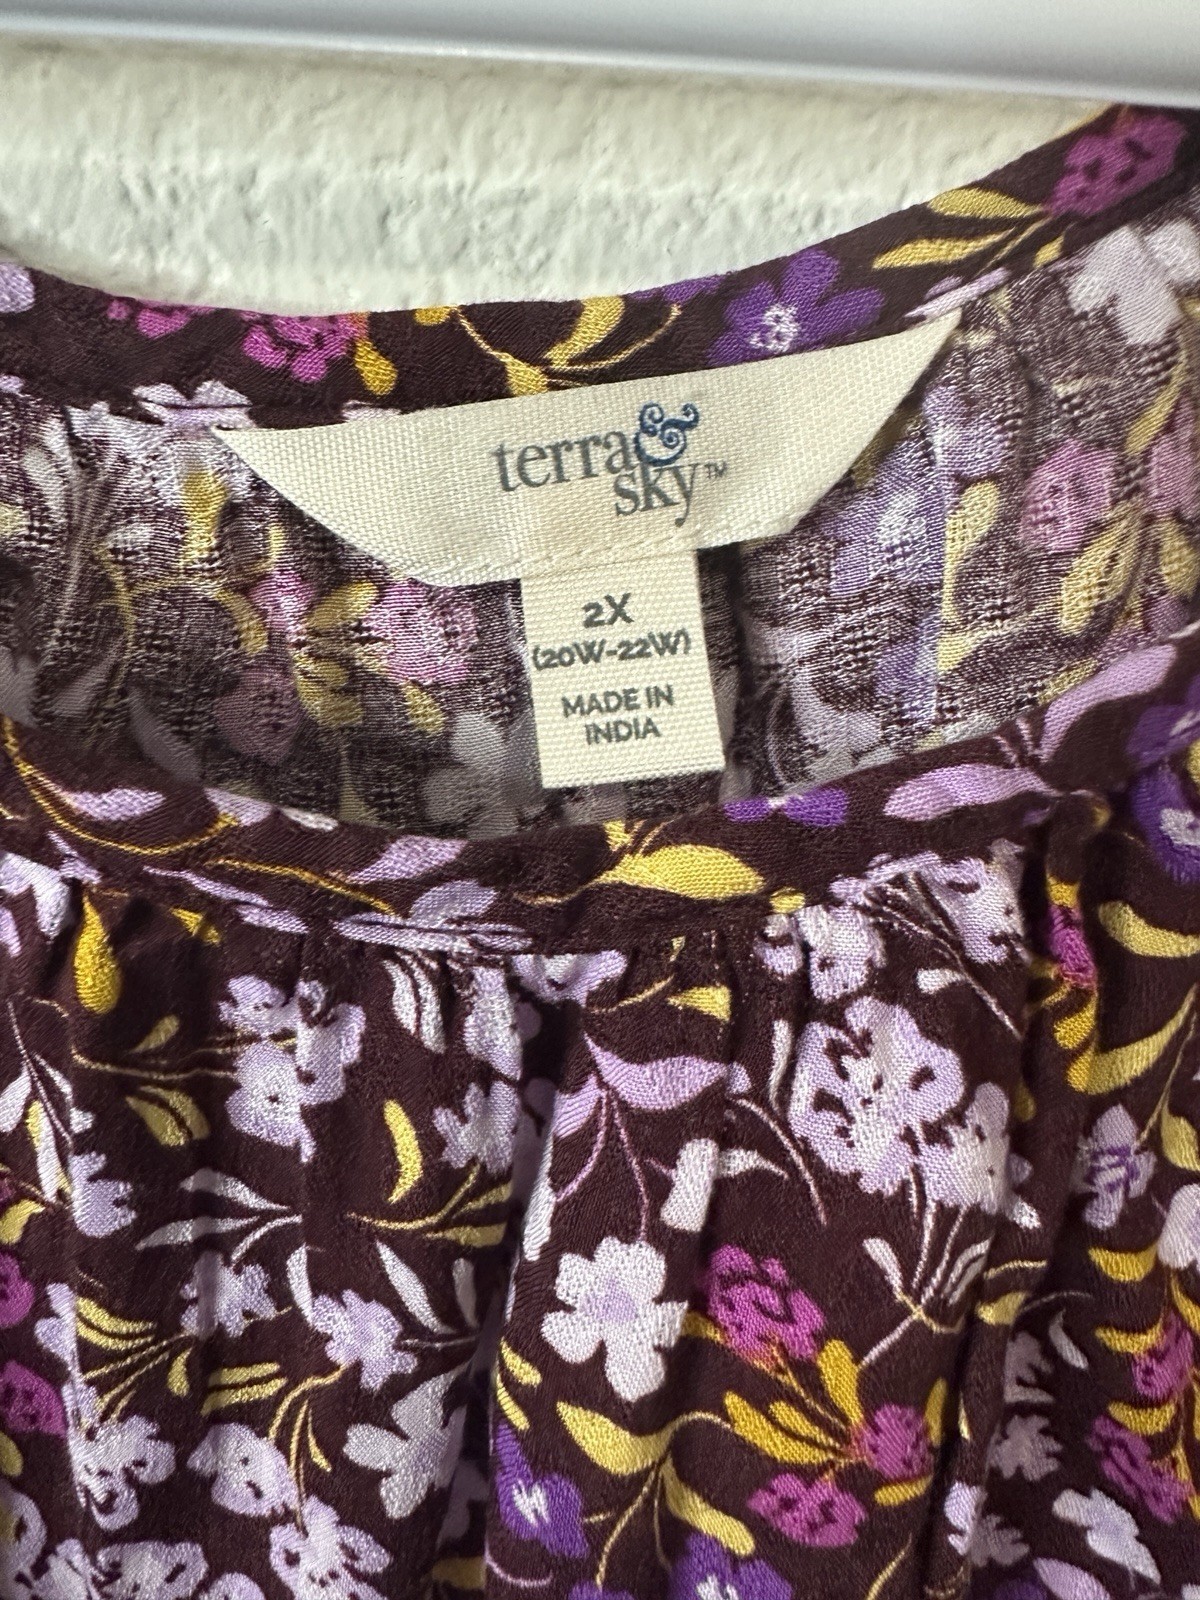 terra &
sky™
2X
(20W-22W)
MADE IN
INDIA